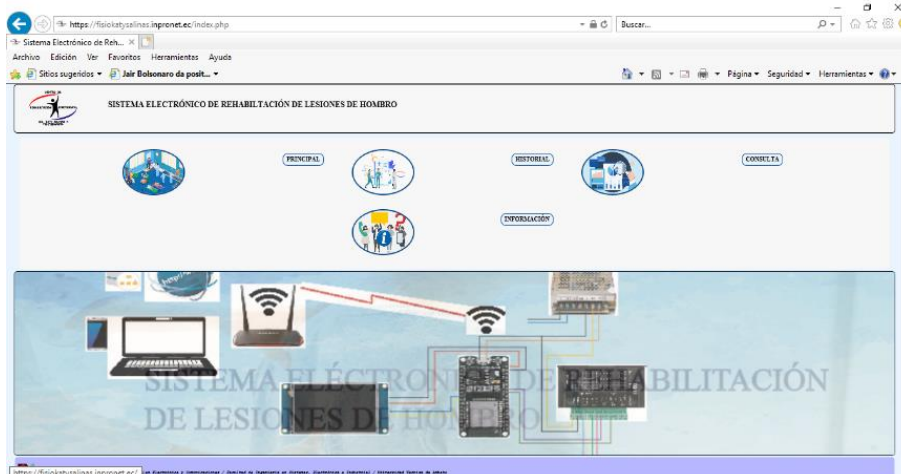 https://fisiokatysalinas.inpronet.ec/index.php
Buscar...
Sistema Electrónico de Reh...
Archivo Edición Ver Favoritos Herramientas Ayuda
Sitios sugeridos Jair Bolsonaro da posit...
Página Seguridad Herramientas
SISTEMA ELECTRÓNICO DE REHABILTACIÓN DE LESIONES DE HOMBRO
PRINCIPAL
HISTORIAL
CONSULTA
INFORMACIÓN
SISTEMA ELÉCTRONICO DE REHABILITACIÓN
DE LESIONES DE HOMBRO
https://fisiokatysalinas.inpronet.ec/